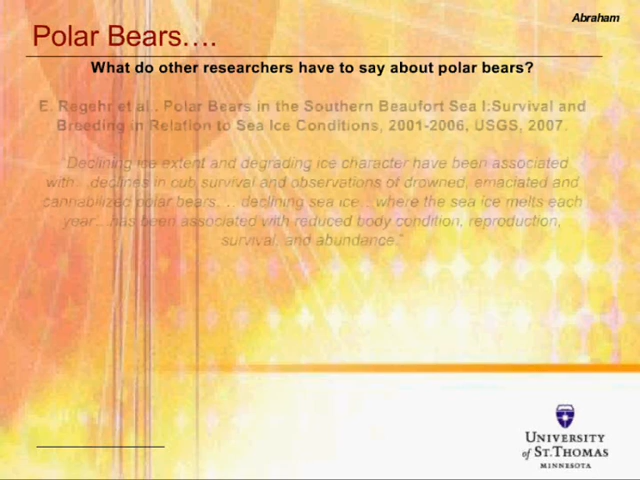 Abraham
Polar Bears….
What do other researchers have to say about polar bears?
E. Regehr et al., Polar Bears in the Southern Beaufort Sea I:Survival and
Breeding in Relation to Sea Ice Conditions, 2001-2006, USGS, 2007.
"Declining ice extent and degrading ice character have been associated
with…declines in cub survival and observations of drowned, emaciated and
cannabilized polar bears. …declining sea ice…where the sea ice melts each
year…has been associated with reduced body condition, reproduction,
survival, and abundance."
UNIVERSITY
of ST.THOMAS
MINNESOTA